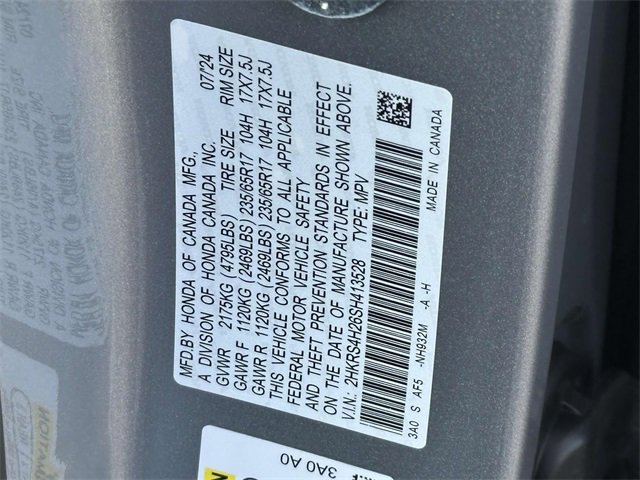 MFD.BY HONDA OF CANADA MFG.,
A DIVISION OF HONDA CANADA INC. 07/24
GVWR 2175KG (4795LBS) TIRE SIZE RIM SIZE
GAWR F 1120KG (2469LBS) 235/65R17 104H 17X7.5J
GAWR R 1120KG (2469LBS) 235/65R17 104H 17X7.5J
THIS VEHICLE CONFORMS TO ALL APPLICABLE
FEDERAL MOTOR VEHICLE SAFETY
AND THEFT PREVENTION STANDARDS IN EFFECT
ON THE DATE OF MANUFACTURE SHOWN ABOVE.
V.I.N.: 2HKRS4H26SH413528 TYPE: MPV
3A0 S AF5 -NH932M -A -H
MADE IN CANADA
3A0 A0